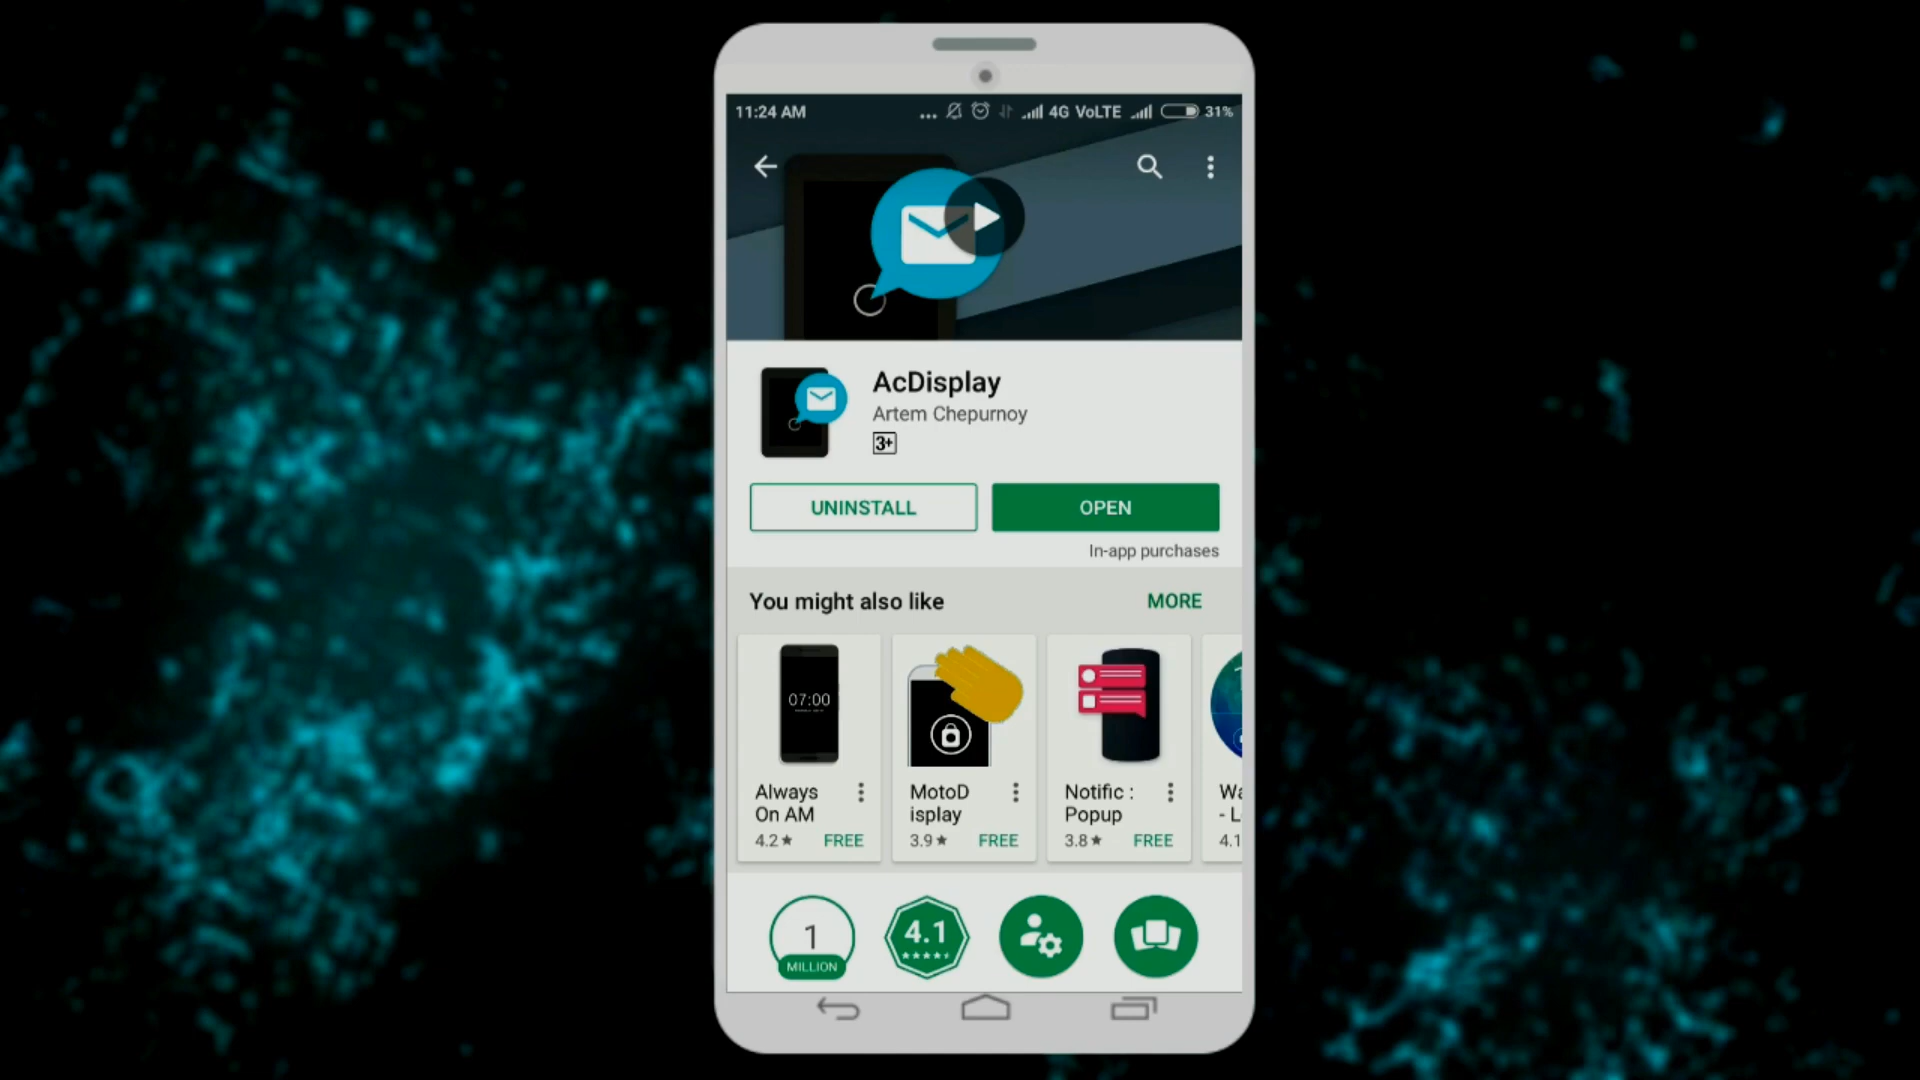 11:24 AM ... 4G VoLTE 31%
AcDisplay
Artem Chepurnoy
3+
UNINSTALL OPEN
In-app purchases
You might also like MORE
07:00
Always MotoD Notific : Wa
On AM isplay Popup - L
4.2★ FREE 3.9★ FREE 3.8★ FREE 4.1
1 4.1
MILLION